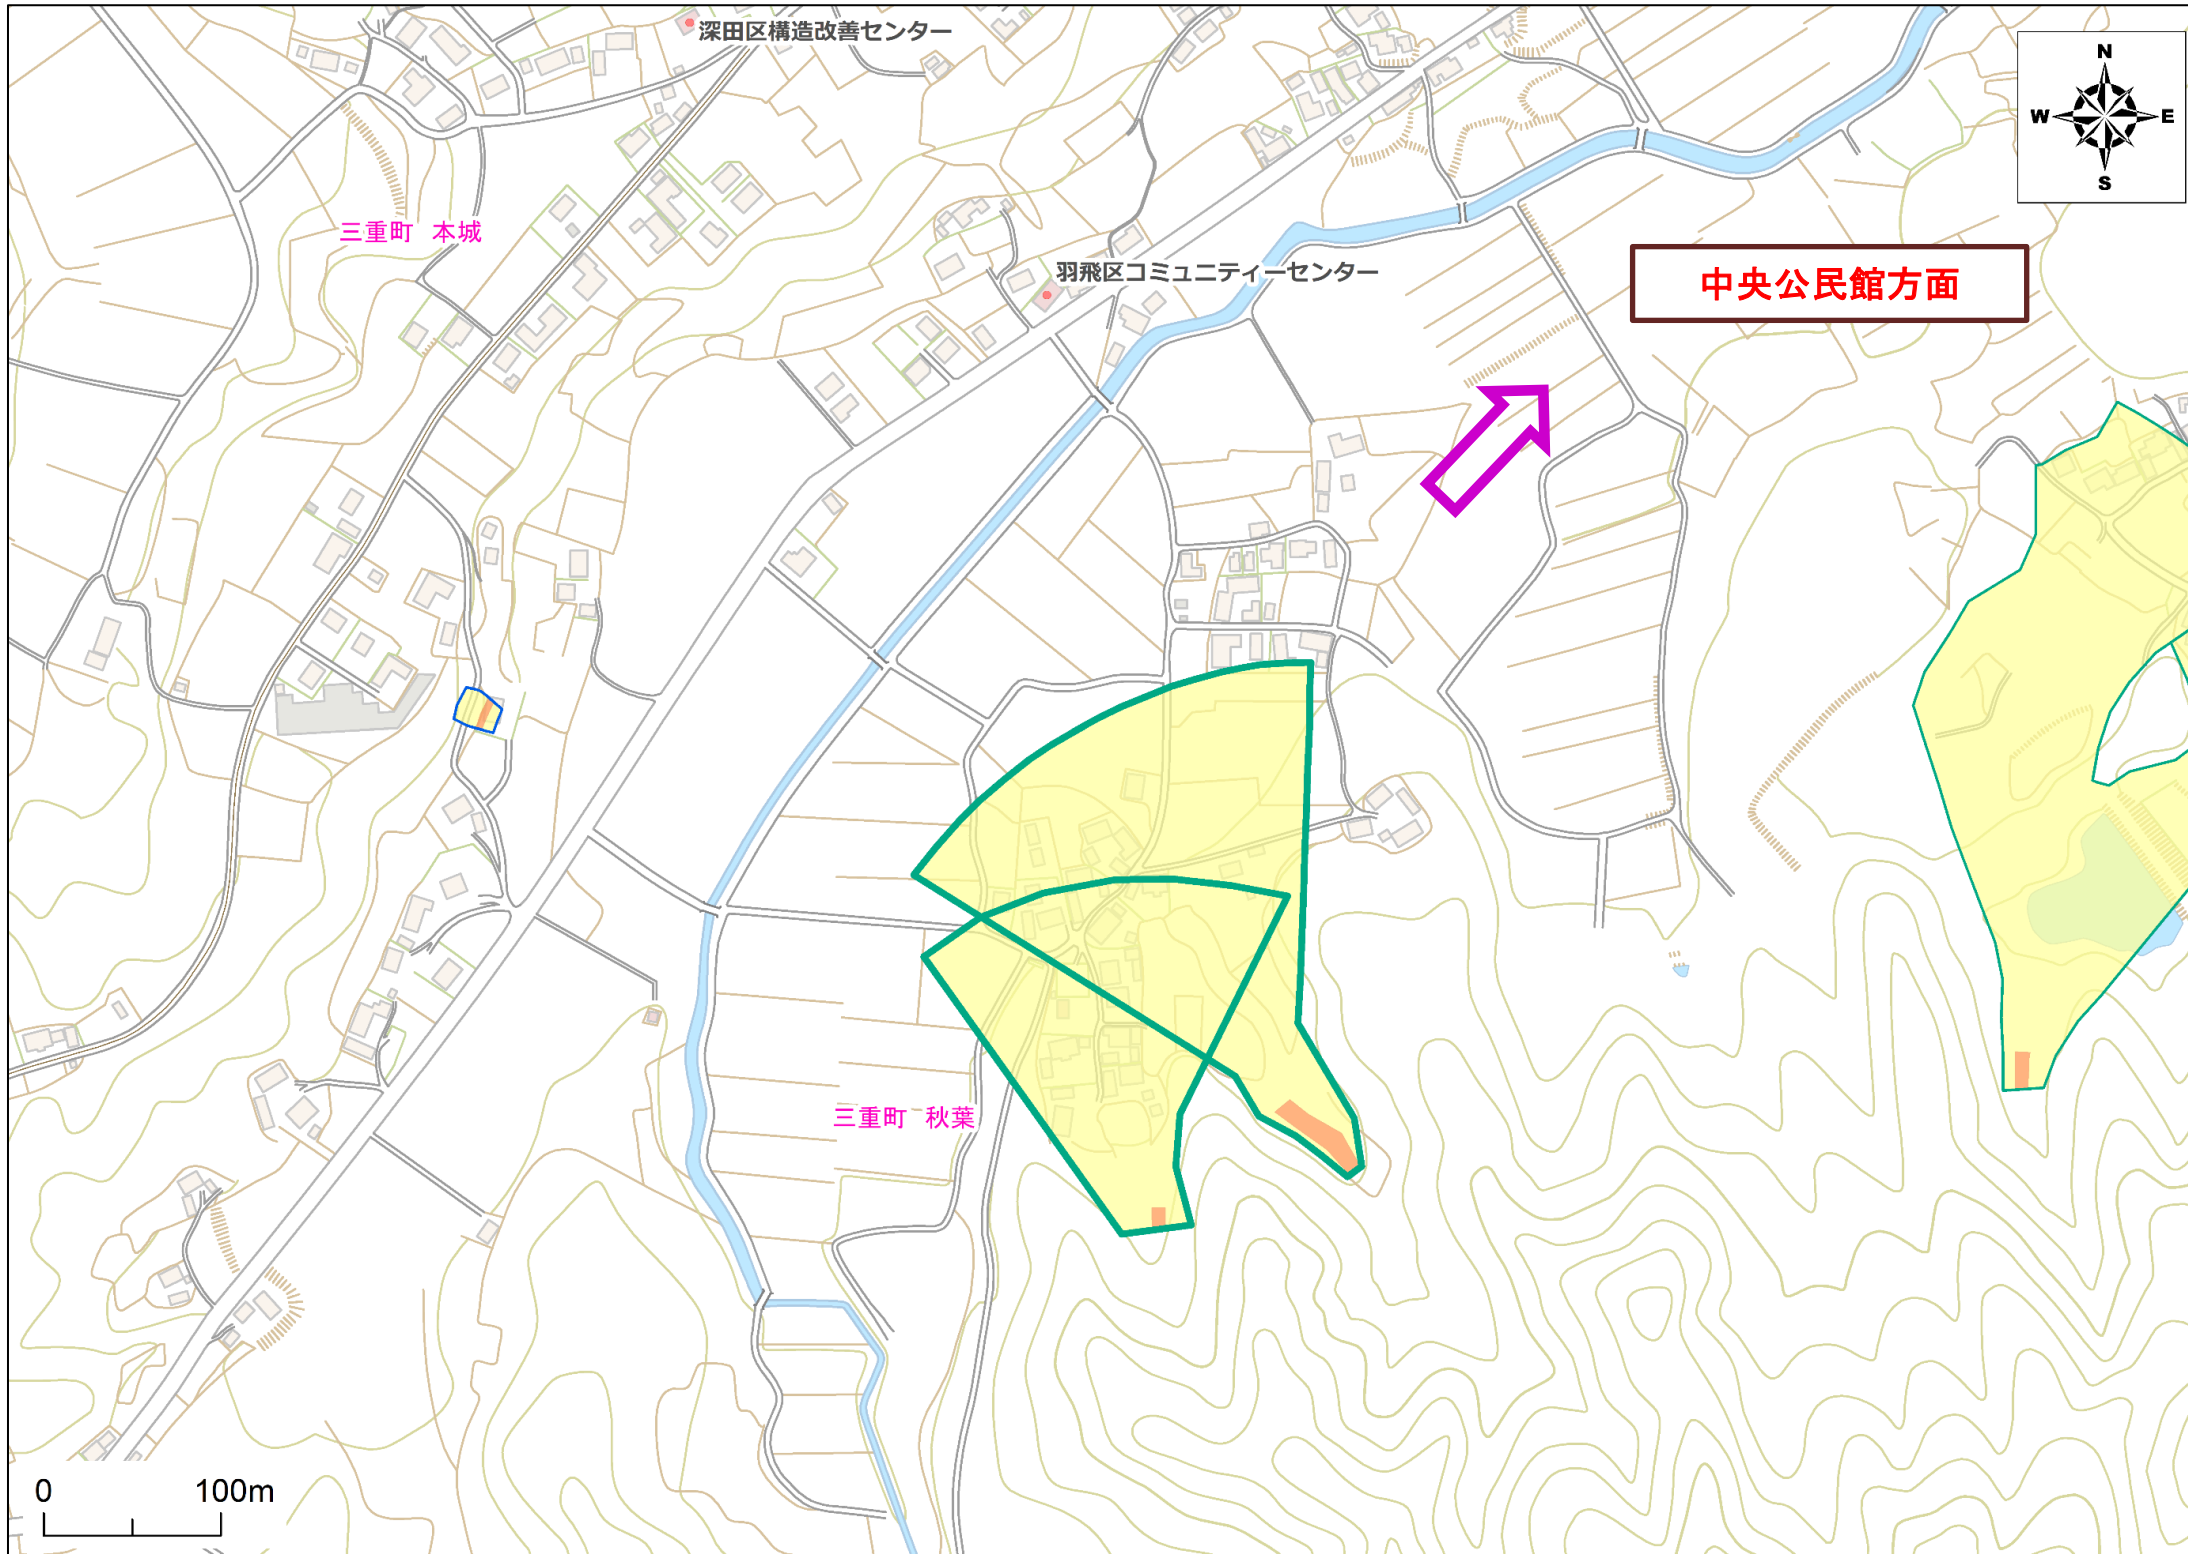 深田区構造改善センター
N
W
E
S
三重町 本城
羽飛区コミュニティーセンター
中央公民館方面
三重町 秋葉
0 100m